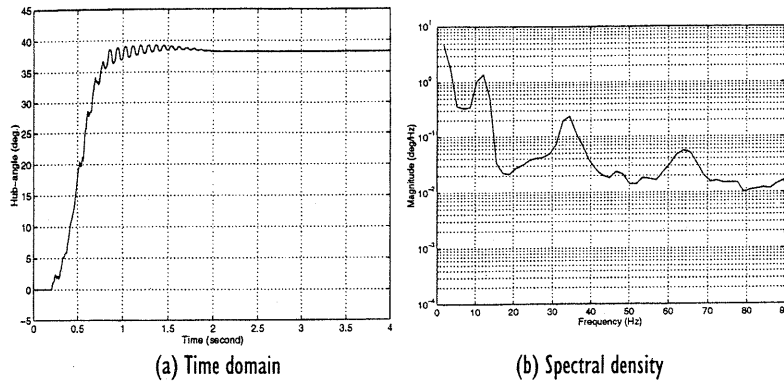 45
40
35
30
25
20
15
10
5
0
-5
Hub-angle (deg.)
0 0.5 1 1.5 2 2.5 3 3.5 4
Time (second)
(a) Time domain
10¹
10⁰
10⁻¹
10⁻²
10⁻³
10⁻⁴
Magnitude (deg/Hz)
0 10 20 30 40 50 60 70 80 90
Frequency (Hz)
(b) Spectral density